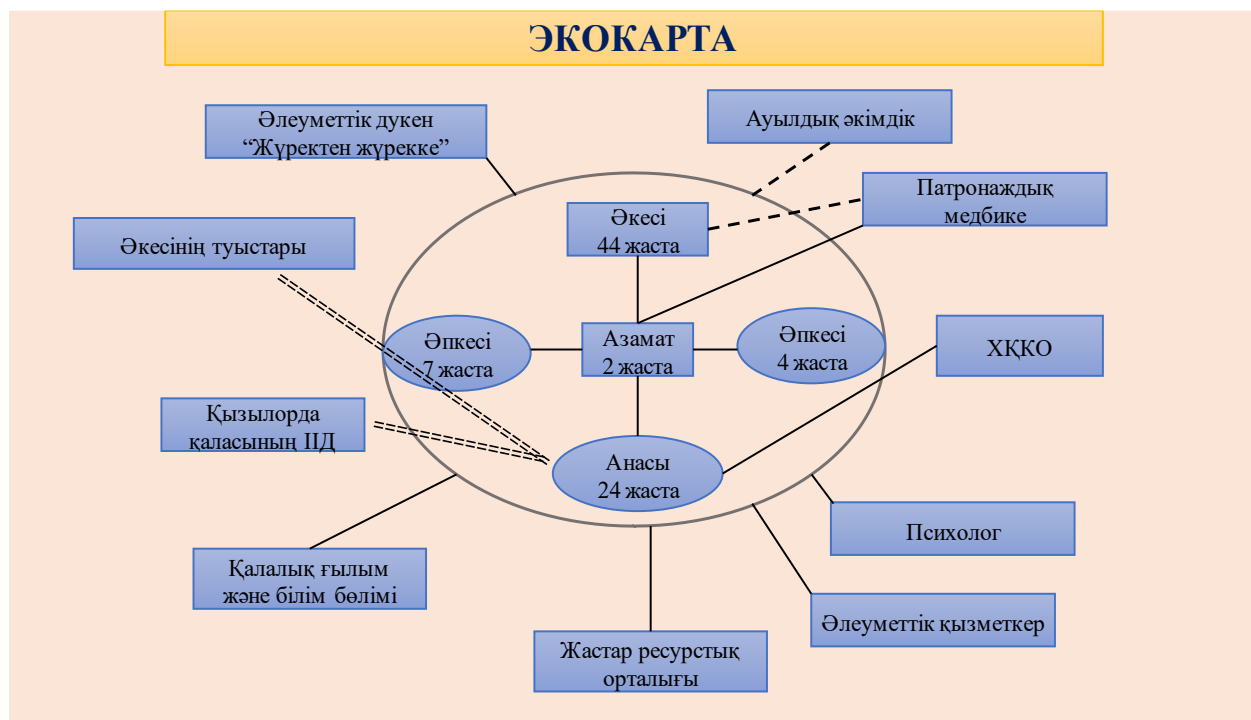 ЭКОКАРТА
Әлеуметтік дукен
“Жүректен жүрекке”
Ауылдық әкімдік
Патронаждық
медбике
Әкесі
44 жаста
Әкесінің туыстары
Әпкесі
7 жаста
Азамат
2 жаста
Әпкесі
4 жаста
ХҚКО
Қызылорда
қаласының ІІД
Анасы
24 жаста
Психолог
Қалалық ғылым
және білім бөлімі
Әлеуметтік қызметкер
Жастар ресурстық
орталығы